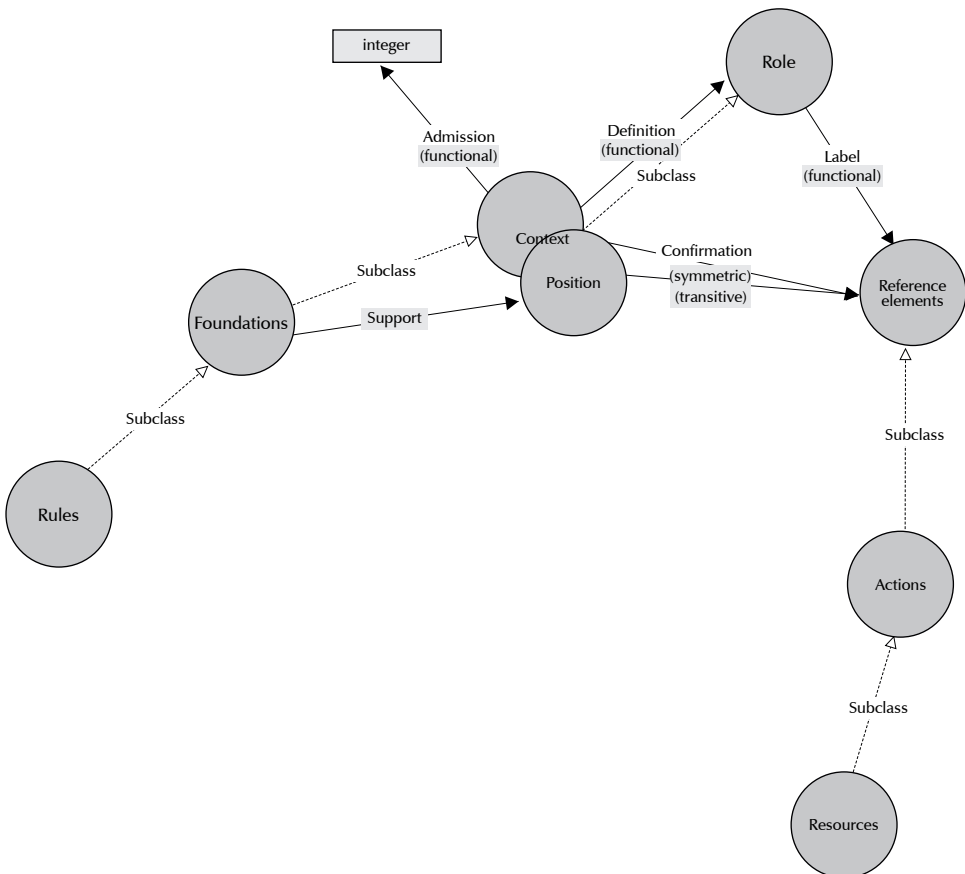 integer
Role
Admission
(functional)
Definition
(functional)
Subclass
Label
(functional)
Context
Confirmation
(symmetric)
(transitive)
Position
Reference
elements
Subclass
Foundations
Support
Subclass
Subclass
Rules
Actions
Subclass
Resources